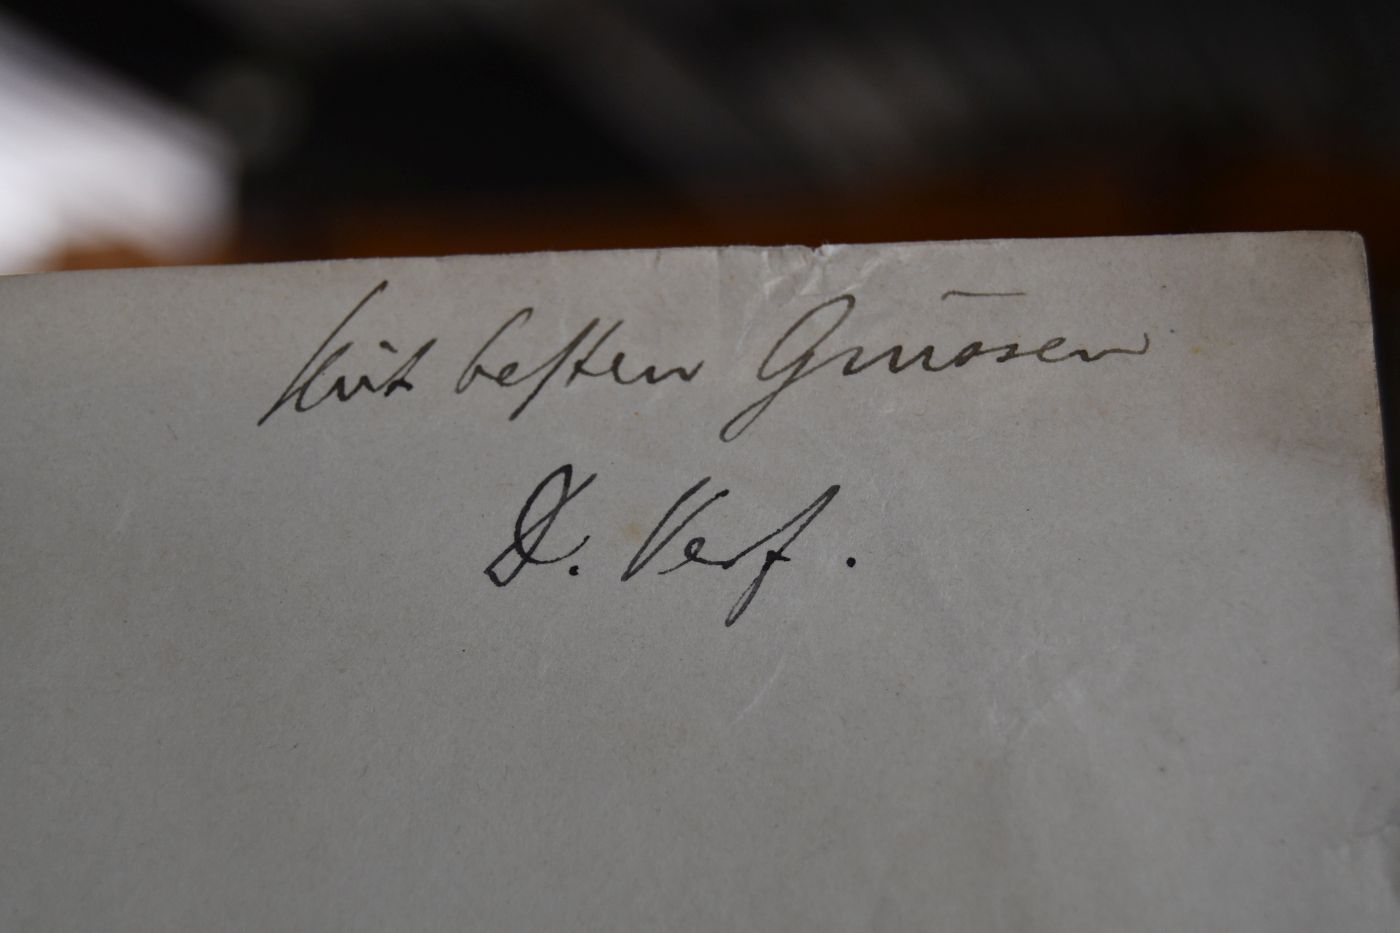 Mit besten Grüssen
D. Verf.